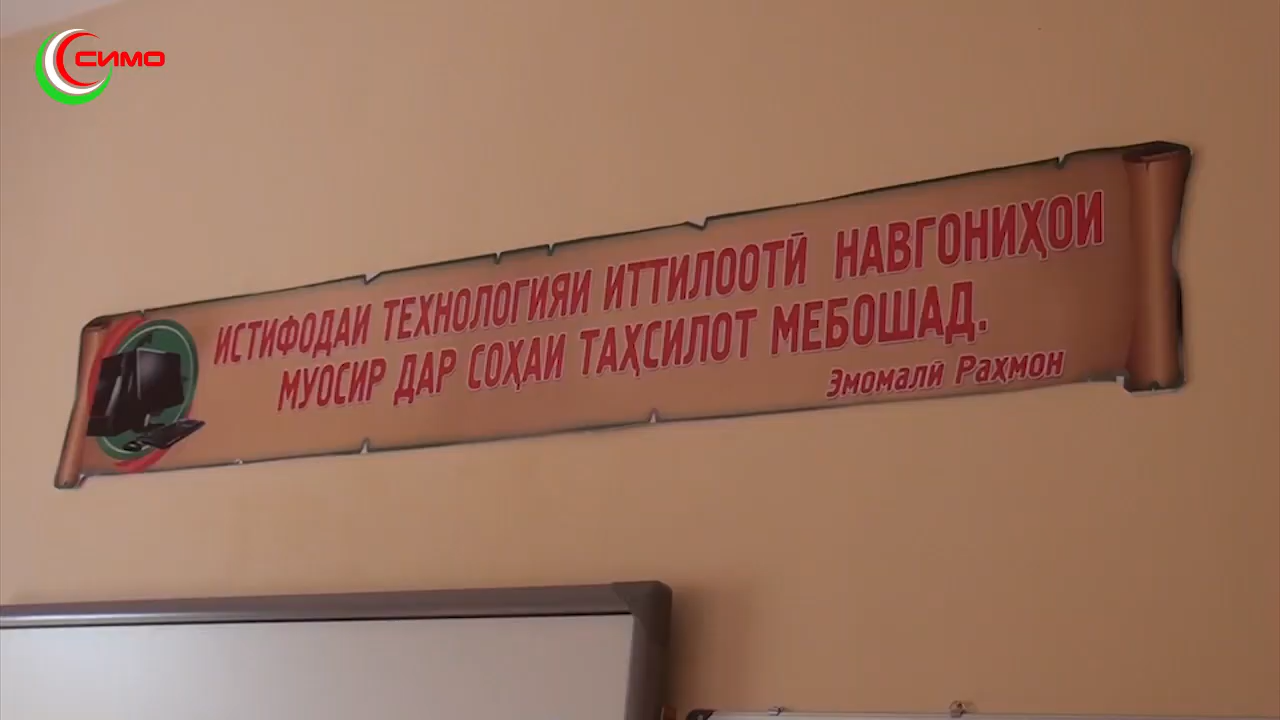 СИМО
ИСТИФОДАИ ТЕХНОЛОГИЯИ ИТТИЛООТӢ НАВГОНИҲОИ
МУОСИР ДАР СОҲАИ ТАҲСИЛОТ МЕБОШАД.
Эмомалӣ Раҳмон